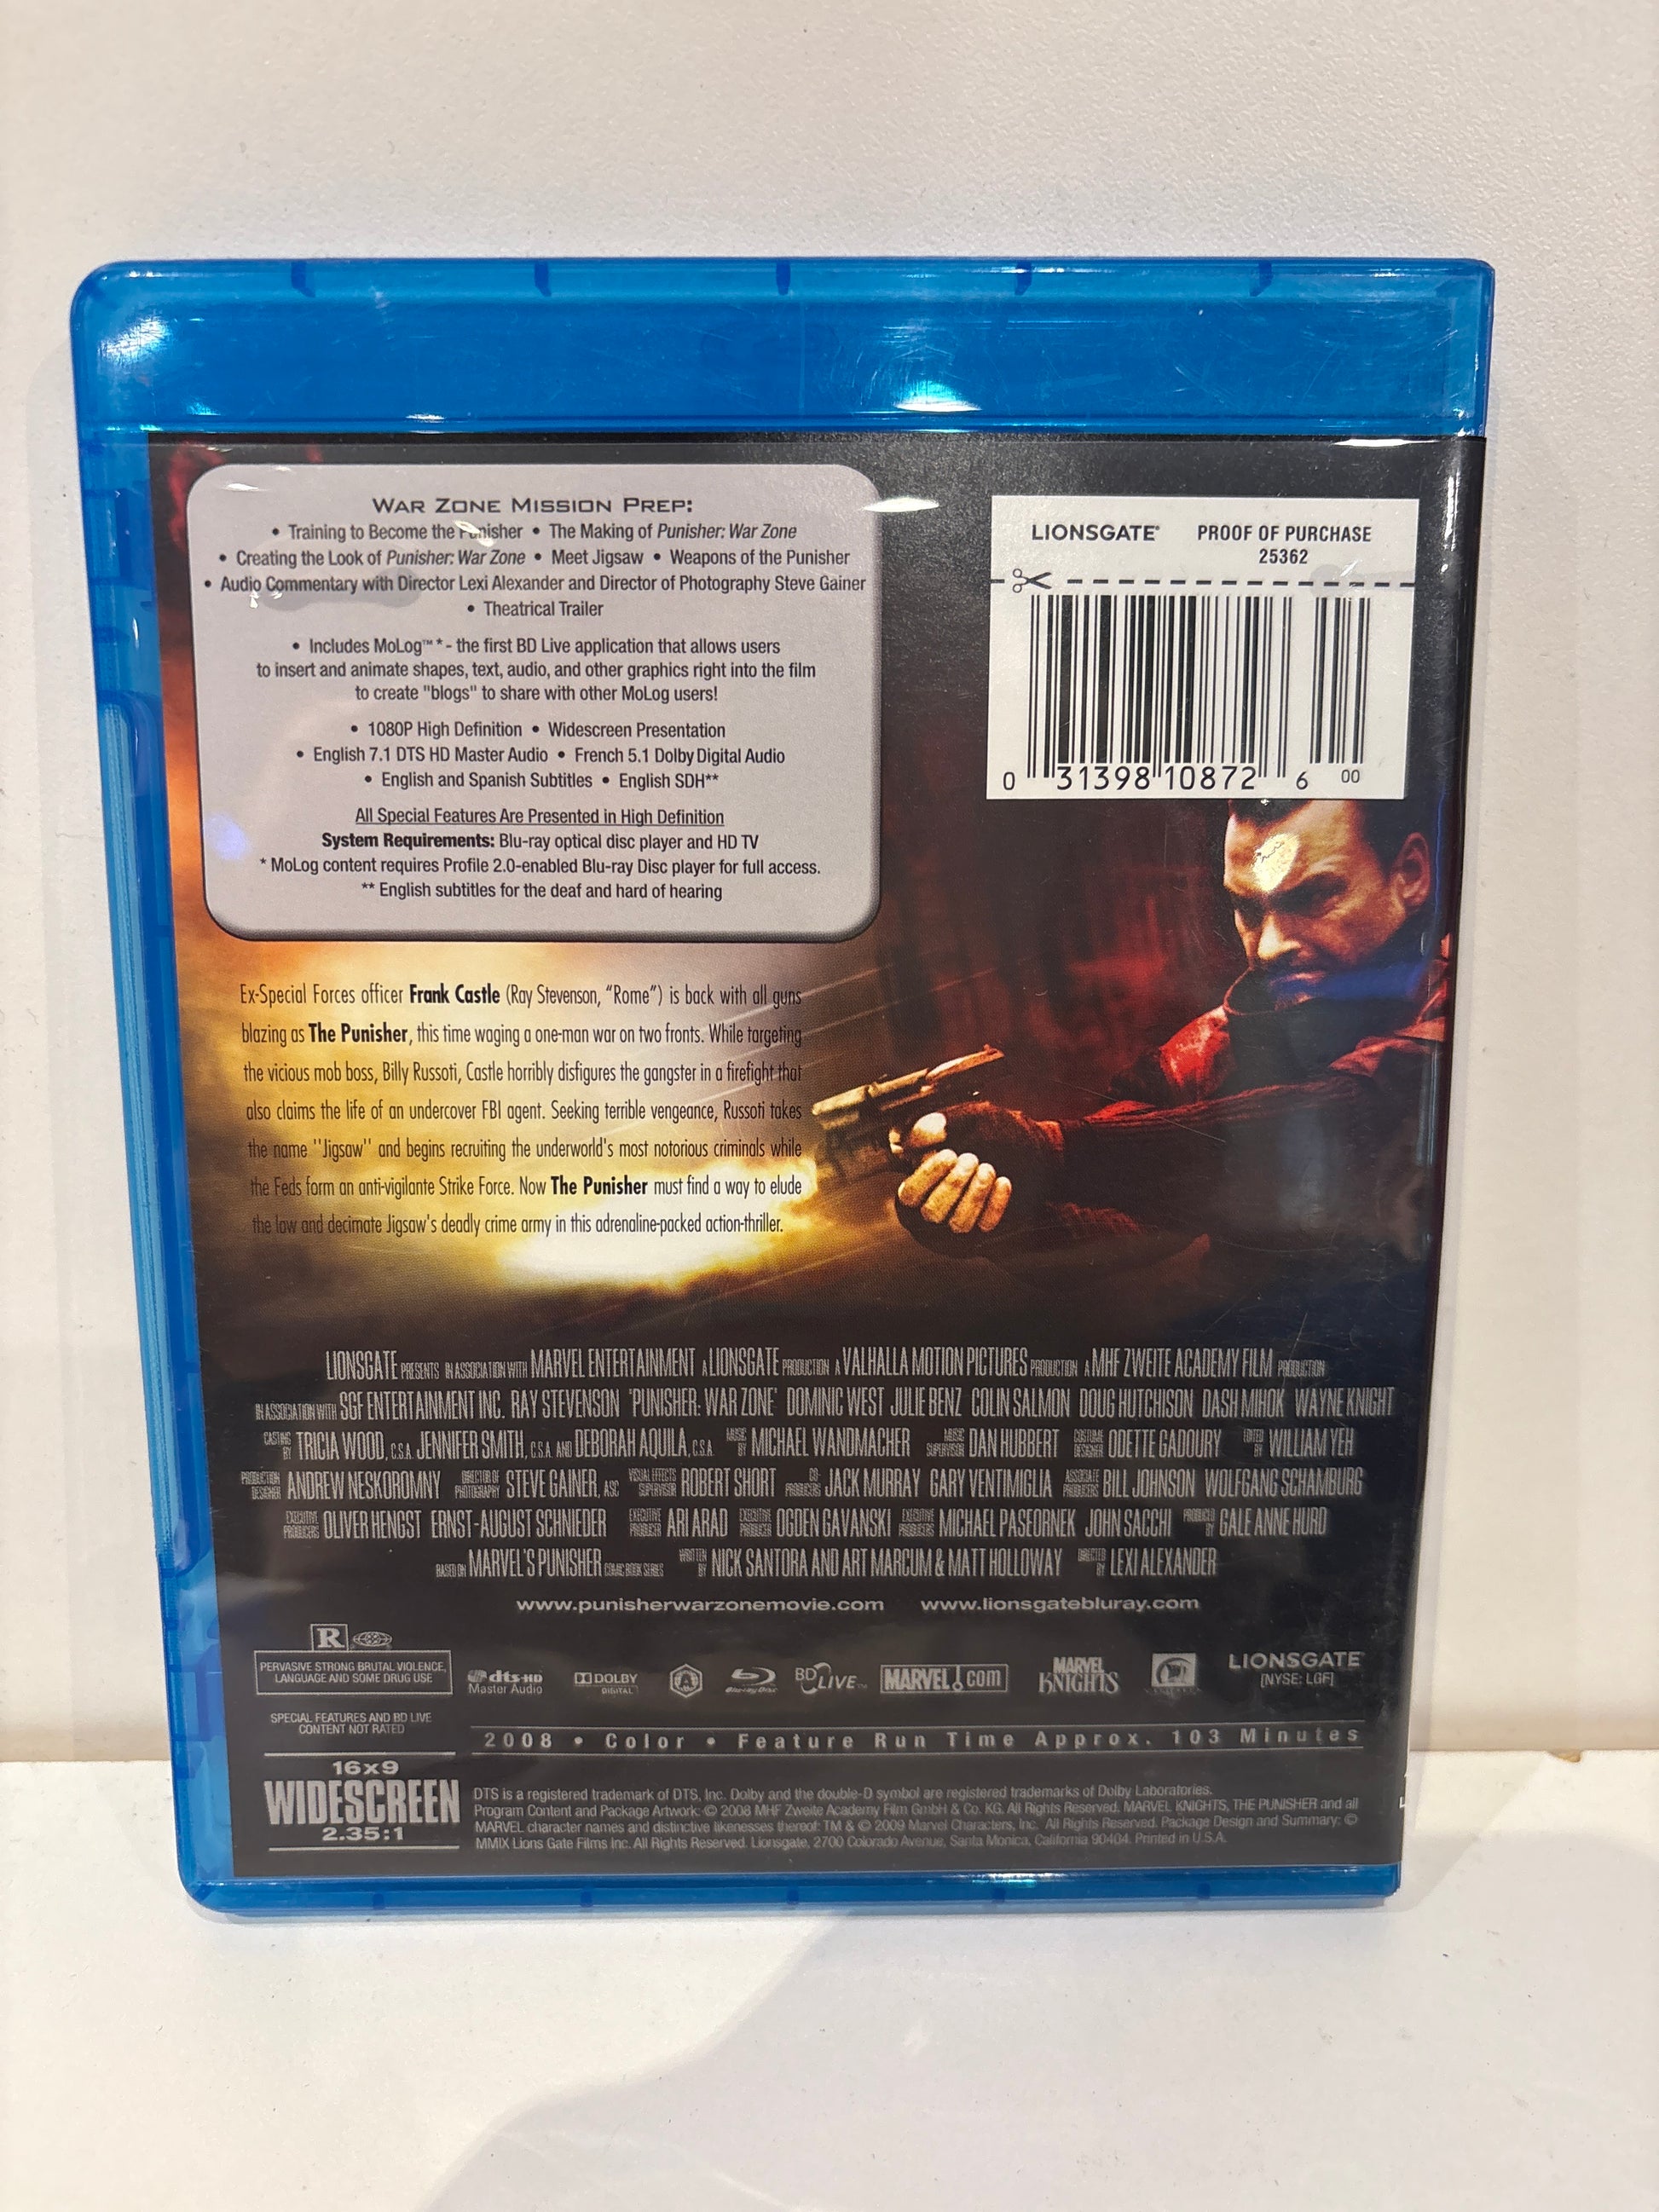 WAR ZONE MISSION PREP:
• Training to Become the Punisher • The Making of Punisher: War Zone
• Creating the Look of Punisher: War Zone • Meet Jigsaw • Weapons of the Punisher
• Audio Commentary with Director Lexi Alexander and Director of Photography Steve Gainer
• Theatrical Trailer
• Includes MoLog™* - the first BD Live application that allows users
to insert and animate shapes, text, audio, and other graphics right into the film
to create "blogs" to share with other MoLog users!
• 1080P High Definition • Widescreen Presentation
• English 7.1 DTS HD Master Audio • French 5.1 Dolby Digital Audio
• English and Spanish Subtitles • English SDH**
All Special Features Are Presented in High Definition
System Requirements: Blu-ray optical disc player and HD TV
* MoLog content requires Profile 2.0-enabled Blu-ray Disc player for full access.
** English subtitles for the deaf and hard of hearing
LIONSGATE® PROOF OF PURCHASE
25362
0 31398 10872 6 00
Ex-Special Forces officer Frank Castle (Ray Stevenson, “Rome”) is back with all guns
blazing as The Punisher, this time waging a one-man war on two fronts. While targeting
the vicious mob boss, Billy Russoti, Castle horribly disfigures the gangster in a firefight that
also claims the life of an undercover FBI agent. Seeking terrible vengeance, Russoti takes
the name "Jigsaw" and begins recruiting the underworld's most notorious criminals while
the Feds form an anti-vigilante Strike Force. Now The Punisher must find a way to elude
the law and decimate Jigsaw's deadly crime army in this adrenaline-packed action-thriller.
LIONSGATE PRESENTS IN ASSOCIATION WITH MARVEL ENTERTAINMENT A LIONSGATE PRODUCTION A VALHALLA MOTION PICTURES PRODUCTION A MHF ZWEITE ACADEMY FILM PRODUCTION
IN ASSOCIATION WITH SGF ENTERTAINMENT INC. RAY STEVENSON 'PUNISHER: WAR ZONE' DOMINIC WEST JULIE BENZ COLIN SALMON DOUG HUTCHISON DASH MIHOK WAYNE KNIGHT
CASTING BY TRICIA WOOD, C.S.A. JENNIFER SMITH, C.S.A. AND DEBORAH AQUILA, C.S.A. MUSIC BY MICHAEL WANDMACHER MUSIC SUPERVISOR DAN HUBBERT COSTUME DESIGNER ODETTE GADOURY EDITED BY WILLIAM YEH
PRODUCTION DESIGNER ANDREW NESKOROMNY DIRECTOR OF PHOTOGRAPHY STEVE GAINER, ASC VISUAL EFFECTS SUPERVISOR ROBERT SHORT CO-PRODUCERS JACK MURRAY GARY VENTIMIGLIA ASSOCIATE PRODUCERS BILL JOHNSON WOLFGANG SCHAMBURG
EXECUTIVE PRODUCERS OLIVER HENGST ERNST-AUGUST SCHNIEDER EXECUTIVE PRODUCER ARI ARAD EXECUTIVE PRODUCER OGDEN GAVANSKI EXECUTIVE PRODUCERS MICHAEL PASEORNEK JOHN SACCHI PRODUCED BY GALE ANNE HURD
BASED ON MARVEL'S PUNISHER COMIC BOOK SERIES WRITTEN BY NICK SANTORA AND ART MARCUM & MATT HOLLOWAY DIRECTED BY LEXI ALEXANDER
www.punisherwarzonemovie.com www.lionsgatebluray.com
R
PERVASIVE STRONG BRUTAL VIOLENCE,
LANGUAGE AND SOME DRUG USE
SPECIAL FEATURES AND BD LIVE
CONTENT NOT RATED
dts-HD
Master Audio
DOLBY
DIGITAL
Blu-ray Disc
BD LIVE™
MARVEL.com
MARVEL
KNIGHTS
LIONSGATE
[NYSE: LGF]
2008 • Color • Feature Run Time Approx. 103 Minutes
16x9
WIDESCREEN
2.35:1
DTS is a registered trademark of DTS, Inc. Dolby and the double-D symbol are registered trademarks of Dolby Laboratories.
Program Content and Package Artwork: © 2008 MHF Zweite Academy Film GmbH & Co. KG. All Rights Reserved. MARVEL KNIGHTS, THE PUNISHER and all
MARVEL character names and distinctive likenesses thereof: TM & © 2009 Marvel Characters, Inc. All Rights Reserved. Package Design and Summary: ©
MMIX Lions Gate Films Inc. All Rights Reserved. Lionsgate, 2700 Colorado Avenue, Santa Monica, California 90404. Printed in U.S.A.